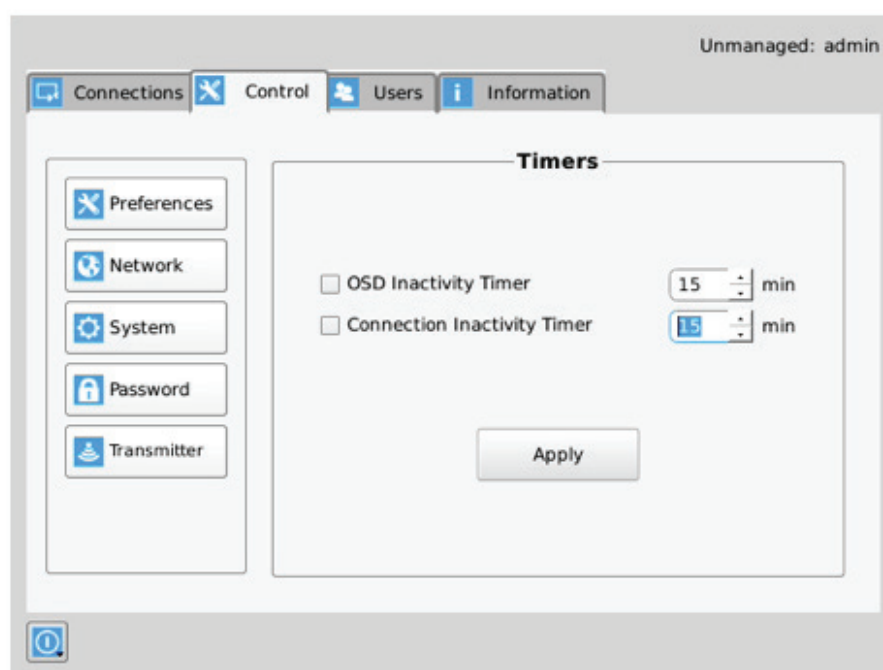 Unmanaged: admin
Connections Control Users i Information
Timers
Preferences
Network
System
Password
Transmitter
OSD Inactivity Timer 15 min
Connection Inactivity Timer 15 min
Apply